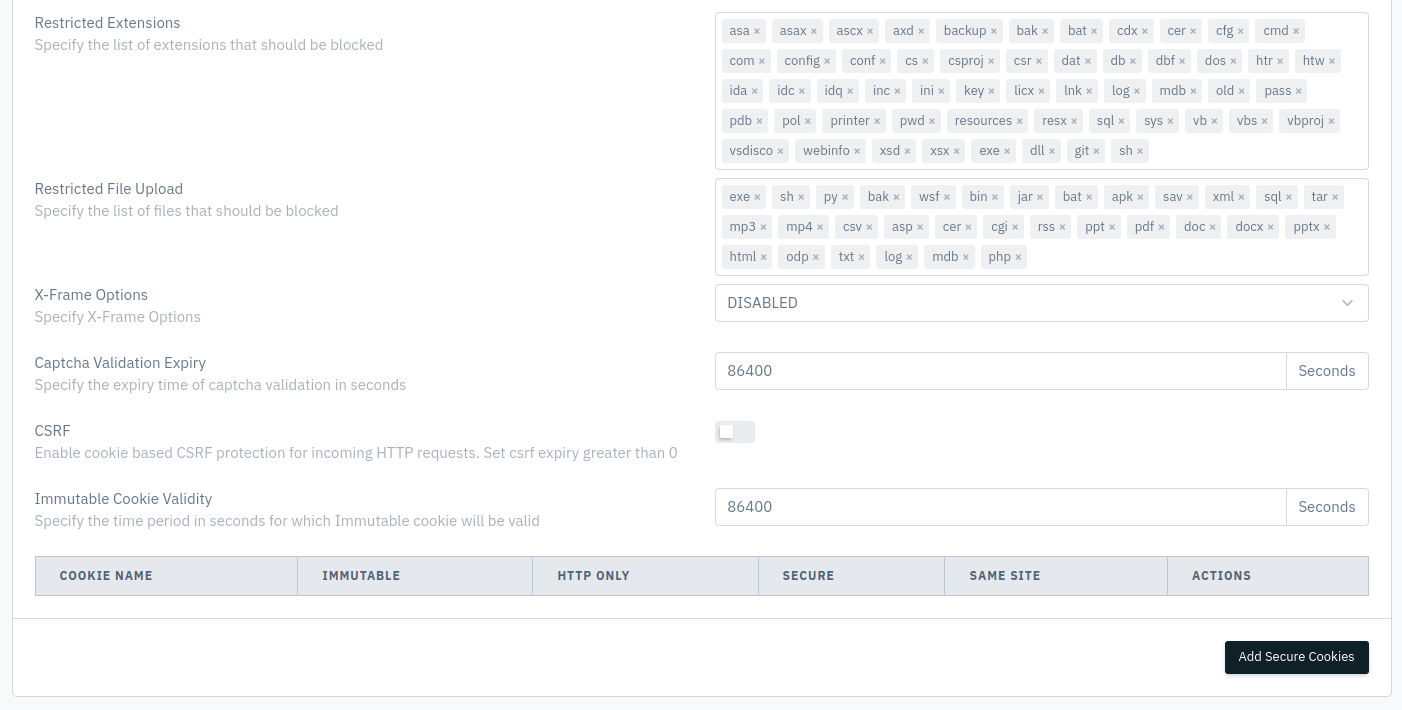 Restricted Extensions
Specify the list of extensions that should be blocked
asa × asax × ascx × axd × backup × bak × bat × cdx × cer × cfg × cmd ×
com × config × conf × cs × csproj × csr × dat × db × dbf × dos × htr × htw ×
ida × idc × idq × inc × ini × key × licx × lnk × log × mdb × old × pass ×
pdb × pol × printer × pwd × resources × resx × sql × sys × vb × vbs × vbproj ×
vsdisco × webinfo × xsd × xsx × exe × dll × git × sh ×
Restricted File Upload
Specify the list of files that should be blocked
exe × sh × py × bak × wsf × bin × jar × bat × apk × sav × xml × sql × tar ×
mp3 × mp4 × csv × asp × cer × cgi × rss × ppt × pdf × doc × docx × pptx ×
html × odp × txt × log × mdb × php ×
X-Frame Options
Specify X-Frame Options
DISABLED
Captcha Validation Expiry
Specify the expiry time of captcha validation in seconds
86400 Seconds
CSRF
Enable cookie based CSRF protection for incoming HTTP requests. Set csrf expiry greater than 0
Immutable Cookie Validity
Specify the time period in seconds for which Immutable cookie will be valid
86400 Seconds
COOKIE NAME IMMUTABLE HTTP ONLY SECURE SAME SITE ACTIONS
Add Secure Cookies